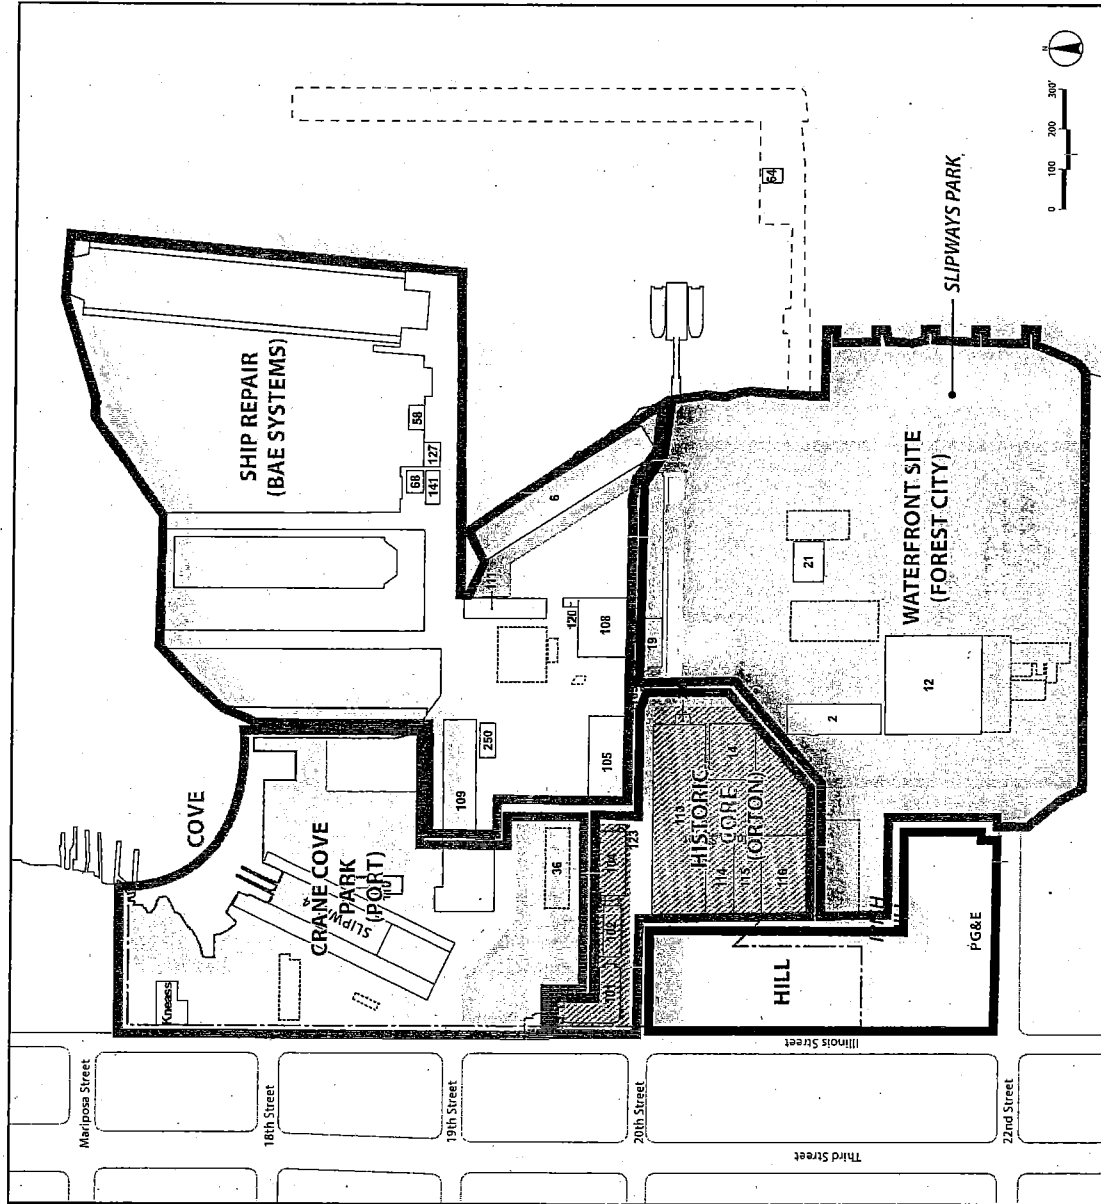 N
0 100 200 300'
64
SLIPWAYS PARK
SHIP REPAIR
(BAE SYSTEMS)
58
127
68
141
6
111
120
108
19
21
WATERFRONT SITE
(FOREST CITY)
12
2
COVE
109
250
105
CRANE COVE
PARK
(PORT)
36
Kneass
104
123
102
101
113
14
HISTORIC
CORE
(ORTON)
114
115
116
HILL
PG&E
Mariposa Street
18th Street
19th Street
20th Street
22nd Street
Illinois Street
Third Street